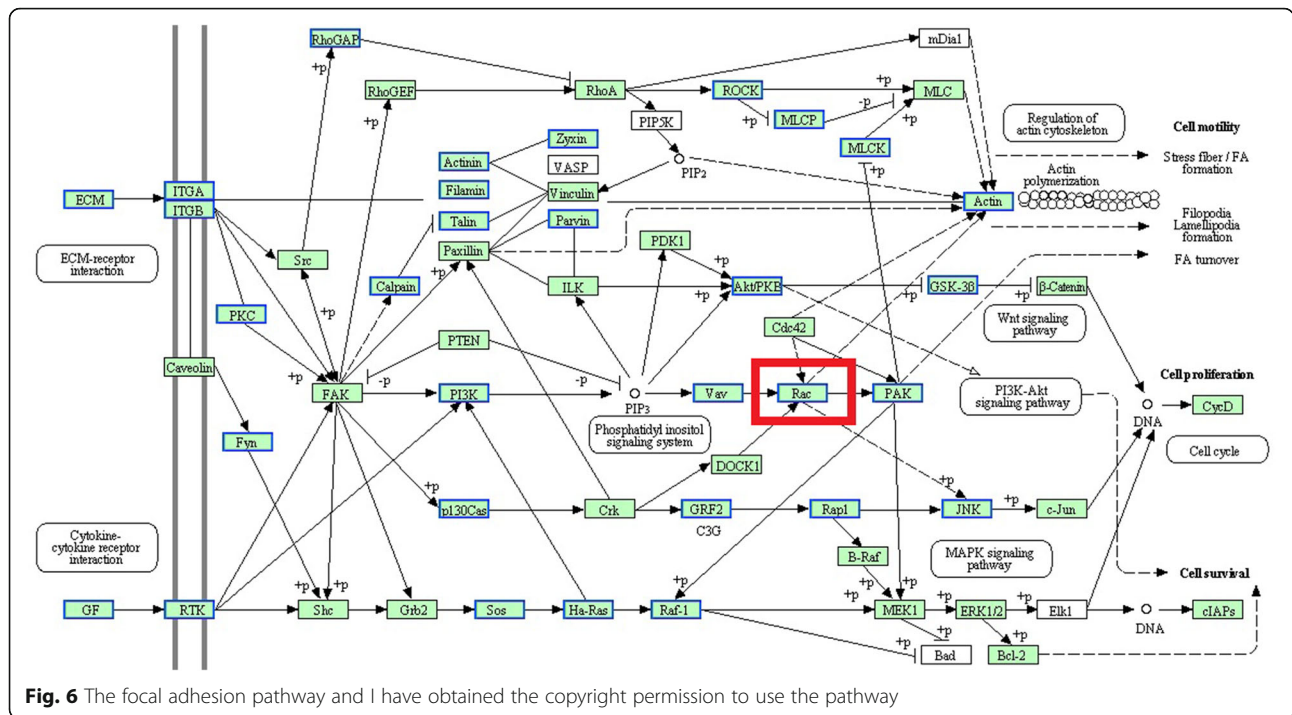 RhoGAP
mDia1
+p
+p
+p
RhoGEF
RhoA
ROCK
MLC
-p
+p
PIP5K
+p
MLCP
+p
Regulation of
actin cytoskeleton
Cell motility
Zyxin
Actinin
VASP
MLCK
+p
PIP2
Stress fiber / FA
formation
Actin
polymerization
ECM
ITGA
ITGB
Filamin
Vinculin
Actin
Talin
Parvin
Filopodia
Lamellipodia
formation
ECM-receptor
interaction
Src
Paxillin
+p
PDK1
+p
FA turnover
Calpain
ILK
Akt/PKB
+p
+p
GSK-3β
+p
β-Catenin
PKC
+p
Wnt signaling
pathway
Cdc42
PTEN
Caveolin
+p
-p
-p
FAK
PI3K
PIP3
Vav
Rac
PAK
PI3K-Akt
signaling pathway
Cell proliferation
CycD
DNA
Phosphatidyl inositol
signaling system
Fyn
Cell cycle
DOCK1
+p
p130Cas
Crk
GRF2
C3G
Rap1
+p
JNK
+p
c-Jun
Cytokine-
cytokine receptor
interaction
B-Raf
MAPK signaling
pathway
+p
+p
+p
+p
+p
Cell survival
GF
RTK
Shc
Grb2
Sos
Ha-Ras
Raf-1
+p
MEK1
+p
ERK1/2
+p
Elk1
DNA
cIAPs
+p
+p
+p
Bad
Bcl-2
Fig. 6 The focal adhesion pathway and I have obtained the copyright permission to use the pathway